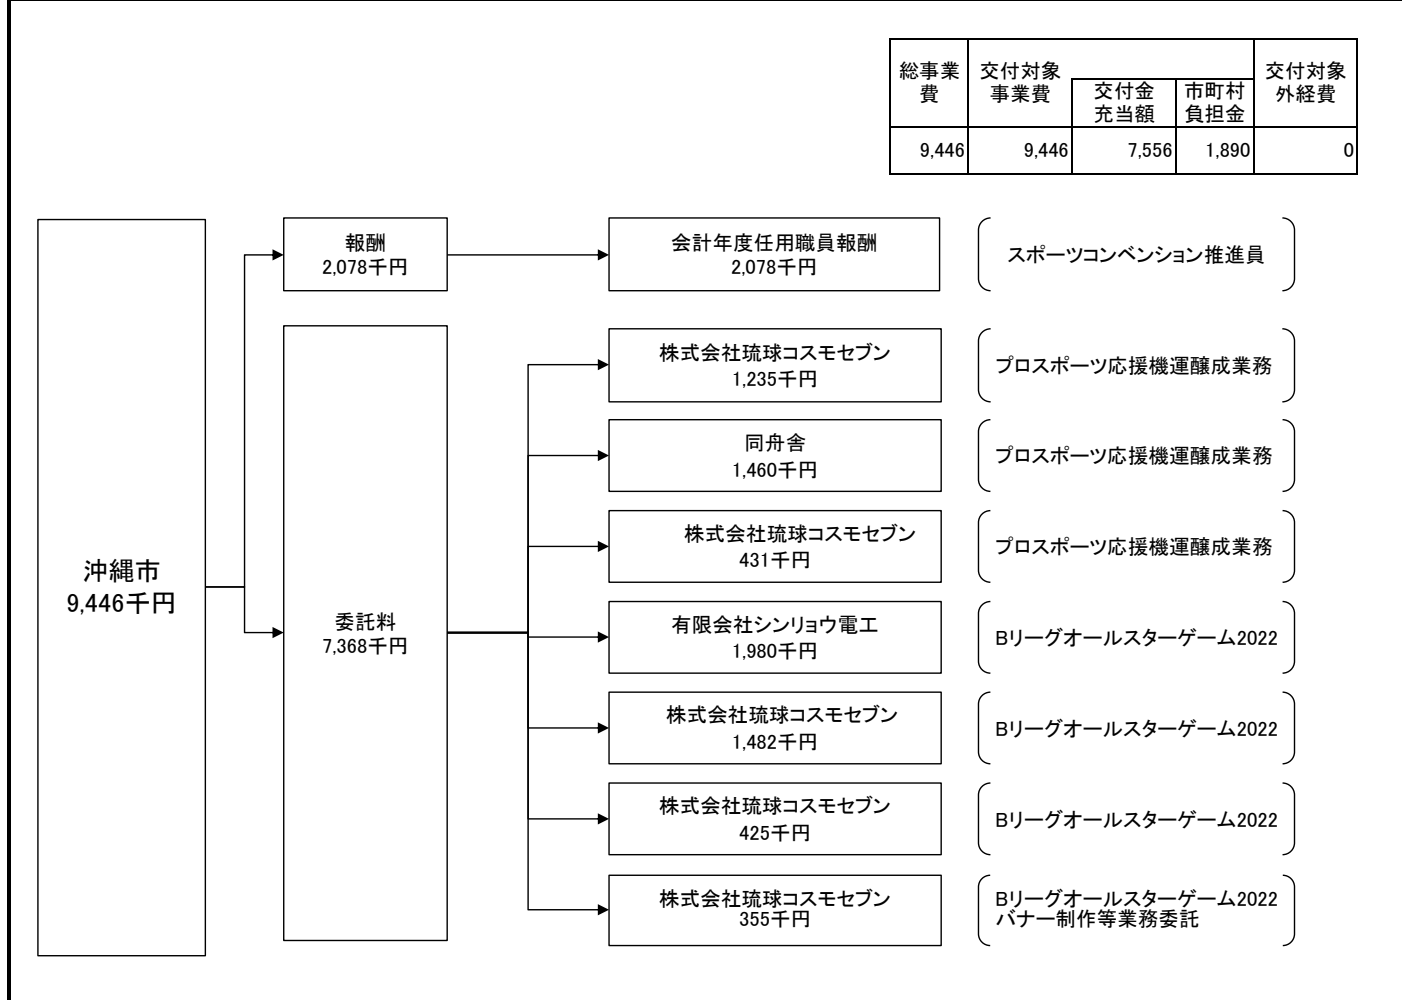 総事業
費
交付対象
事業費
交付金
充当額
市町村
負担金
交付対象
外経費
9,446
9,446
7,556
1,890
0
沖縄市
9,446千円
報酬
2,078千円
会計年度任用職員報酬
2,078千円
スポーツコンベンション推進員
委託料
7,368千円
株式会社琉球コスモセブン
1,235千円
プロスポーツ応援機運醸成業務
同舟舎
1,460千円
プロスポーツ応援機運醸成業務
株式会社琉球コスモセブン
431千円
プロスポーツ応援機運醸成業務
有限会社シンリョウ電工
1,980千円
Bリーグオールスターゲーム2022
株式会社琉球コスモセブン
1,482千円
Bリーグオールスターゲーム2022
株式会社琉球コスモセブン
425千円
Bリーグオールスターゲーム2022
株式会社琉球コスモセブン
355千円
Bリーグオールスターゲーム2022
バナー制作等業務委託